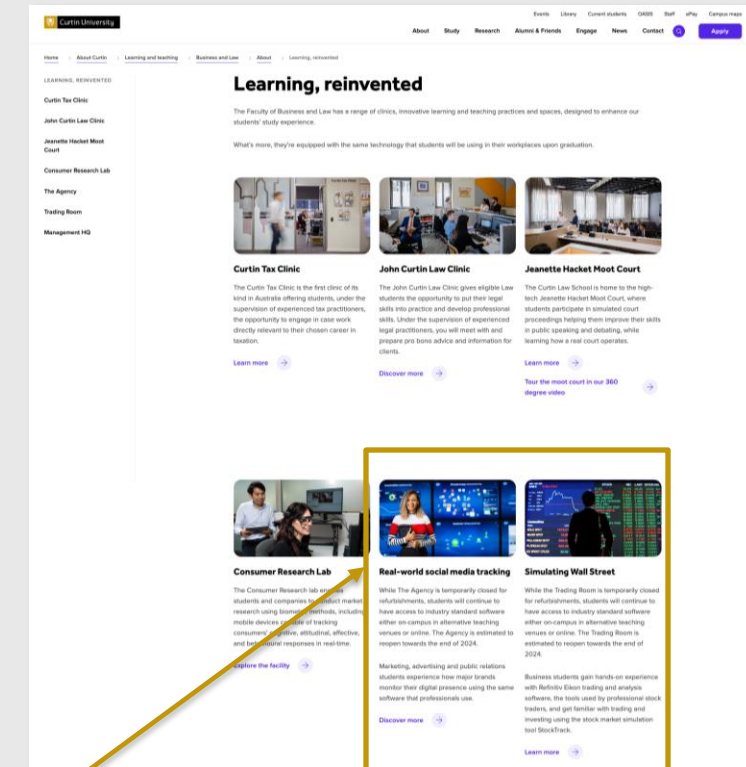 Curtin University
Events Library Current students OASIS Staff ePay Campus maps
About Study Research Alumni & Friends Engage News Contact Apply
Home About Curtin Learning and teaching Business and Law About Learning, reinvented
LEARNING, REINVENTED
Curtin Tax Clinic
John Curtin Law Clinic
Jeanette Hacket Moot
Court
Consumer Research Lab
The Agency
Trading Room
Management HQ
Learning, reinvented
The Faculty of Business and Law has a range of clinics, innovative learning and teaching practices and spaces, designed to enhance our
students' study experience.
What's more, they're equipped with the same technology that students will be using in their workplaces upon graduation.
Curtin Tax Clinic
The Curtin Tax Clinic is the first clinic of its
kind in Australia offering students, under the
supervision of experienced tax practitioners,
the opportunity to engage in case work
directly relevant to their chosen career in
taxation.
Learn more
John Curtin Law Clinic
The John Curtin Law Clinic gives eligible Law
students the opportunity to put their legal
skills into practice and develop professional
skills. Under the supervision of experienced
legal practitioners, you will meet with and
prepare pro bono advice and information for
clients.
Discover more
Jeanette Hacket Moot Court
The Curtin Law School is home to the high-
tech Jeanette Hacket Moot Court, where
students participate in simulated court
proceedings helping them improve their skills
in public speaking and debating, while
learning how a real court operates.
Learn more
Tour the moot court in our 360
degree video
Consumer Research Lab
The Consumer Research lab enables
students and companies to conduct market
research using biometric methods, including
mobile devices capable of tracking
consumers' cognitive, attitudinal, affective,
and behavioural responses in real-time.
Explore the facility
Real-world social media tracking
While The Agency is temporarily closed for
refurbishments, students will continue to
have access to industry standard software
either on-campus in alternative teaching
venues or online. The Agency is estimated to
reopen towards the end of 2024.
Marketing, advertising and public relations
students experience how major brands
monitor their digital presence using the same
software that professionals use.
Discover more
Simulating Wall Street
While the Trading Room is temporarily closed
for refurbishments, students will continue to
have access to industry standard software
either on-campus in alternative teaching
venues or online. The Trading Room is
estimated to reopen towards the end of
2024.
Business students gain hands-on experience
with Refinitiv Eikon trading and analysis
software, the tools used by professional stock
traders, and get familiar with trading and
investing using the stock market simulation
tool StockTrack.
Learn more